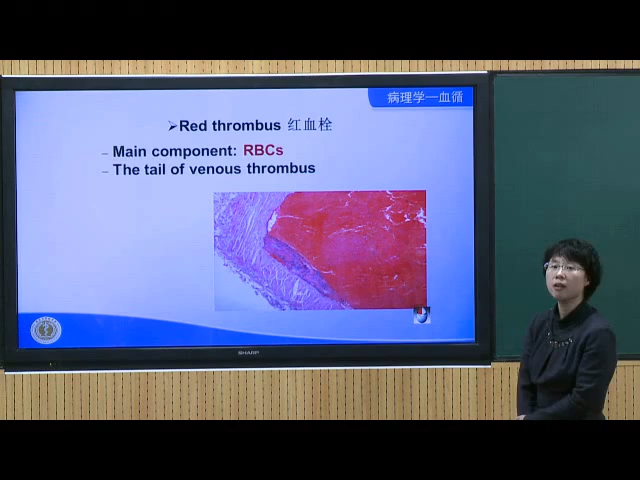 病理学—血循
➢Red thrombus 红血栓
– Main component: RBCs
– The tail of venous thrombus
SHARP